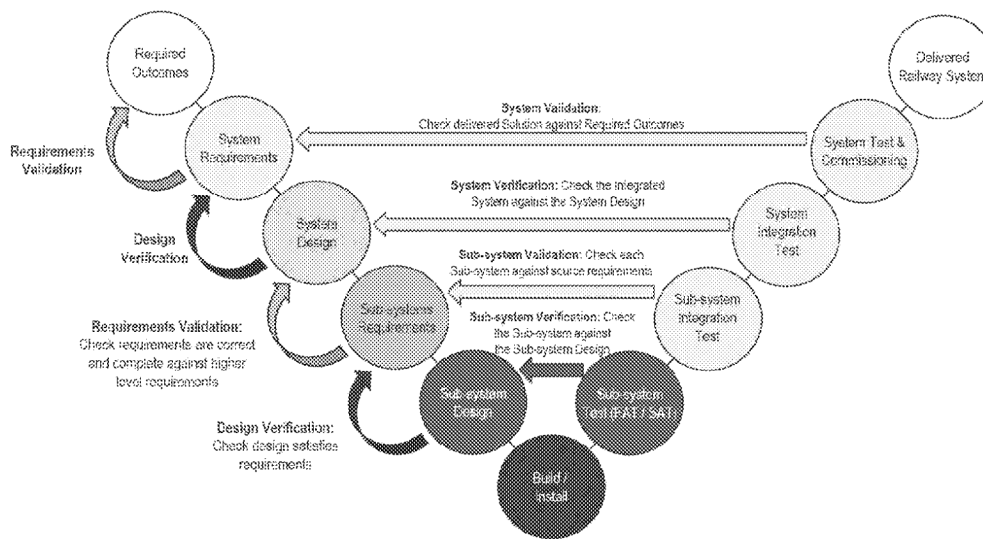 Required
Outcomes
Delivered
Railway System
System Validation:
Check delivered Solution against Required Outcomes
System
Requirements
System Test &
Commissioning
Requirements
Validation
System Verification: Check the Integrated
System against the System Design
System
Design
System
Integration
Test
Design
Verification
Sub-system Validation: Check each
Sub-system against source requirements
Sub-systems
Requirements
Sub-system
Integration
Test
Requirements Validation:
Check requirements are correct
and complete against higher
level requirements
Sub-system Verification: Check
the Sub-system against
the Sub-system Design
Sub-system
Design
Sub-system
Test (FAT / SAT)
Design Verification:
Check design satisfies
requirements
Build /
Install